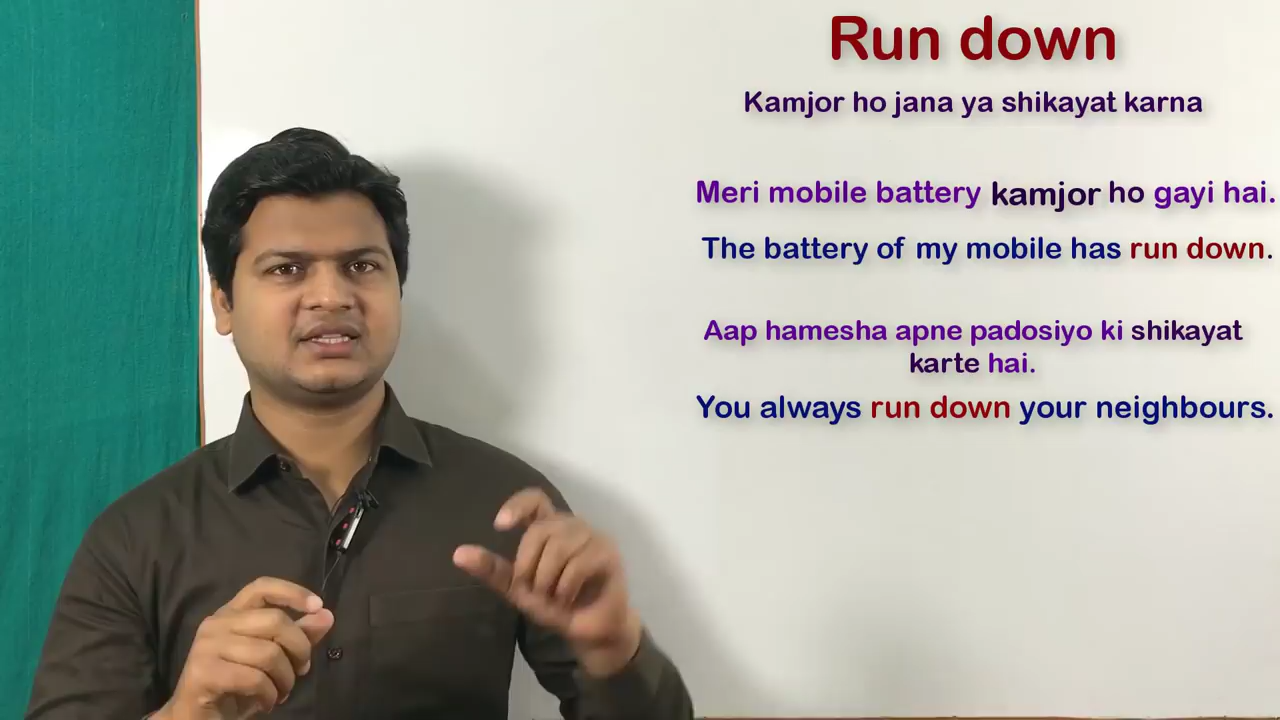 Run down
Kamjor ho jana ya shikayat karna
Meri mobile battery kamjor ho gayi hai.
The battery of my mobile has run down.
Aap hamesha apne padosiyo ki shikayat
karte hai.
You always run down your neighbours.